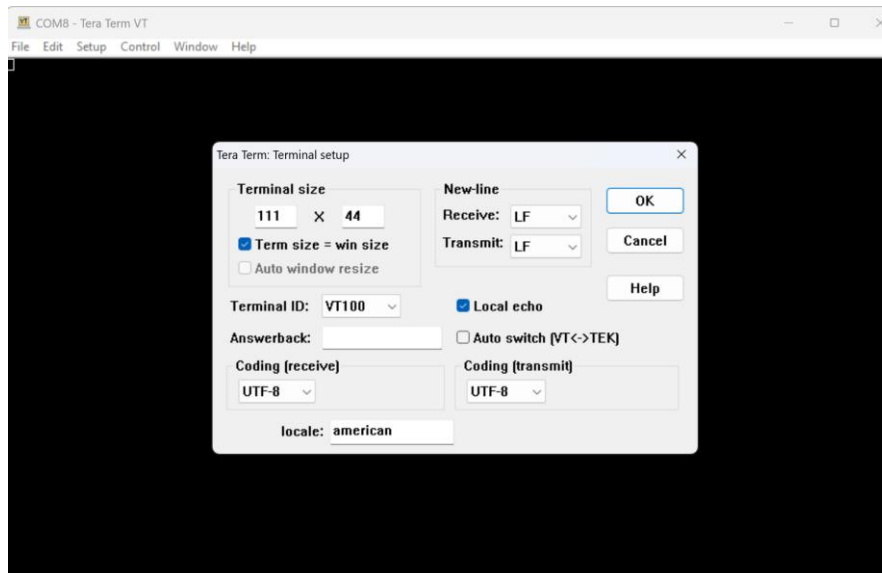 COM8 - Tera Term VT
File Edit Setup Control Window Help
Tera Term: Terminal setup
Terminal size
111 X 44
Term size = win size
Auto window resize
New-line
Receive: LF
Transmit: LF
OK
Cancel
Help
Terminal ID: VT100
Local echo
Answerback:
Auto switch (VT<->TEK)
Coding (receive)
UTF-8
Coding (transmit)
UTF-8
locale: american